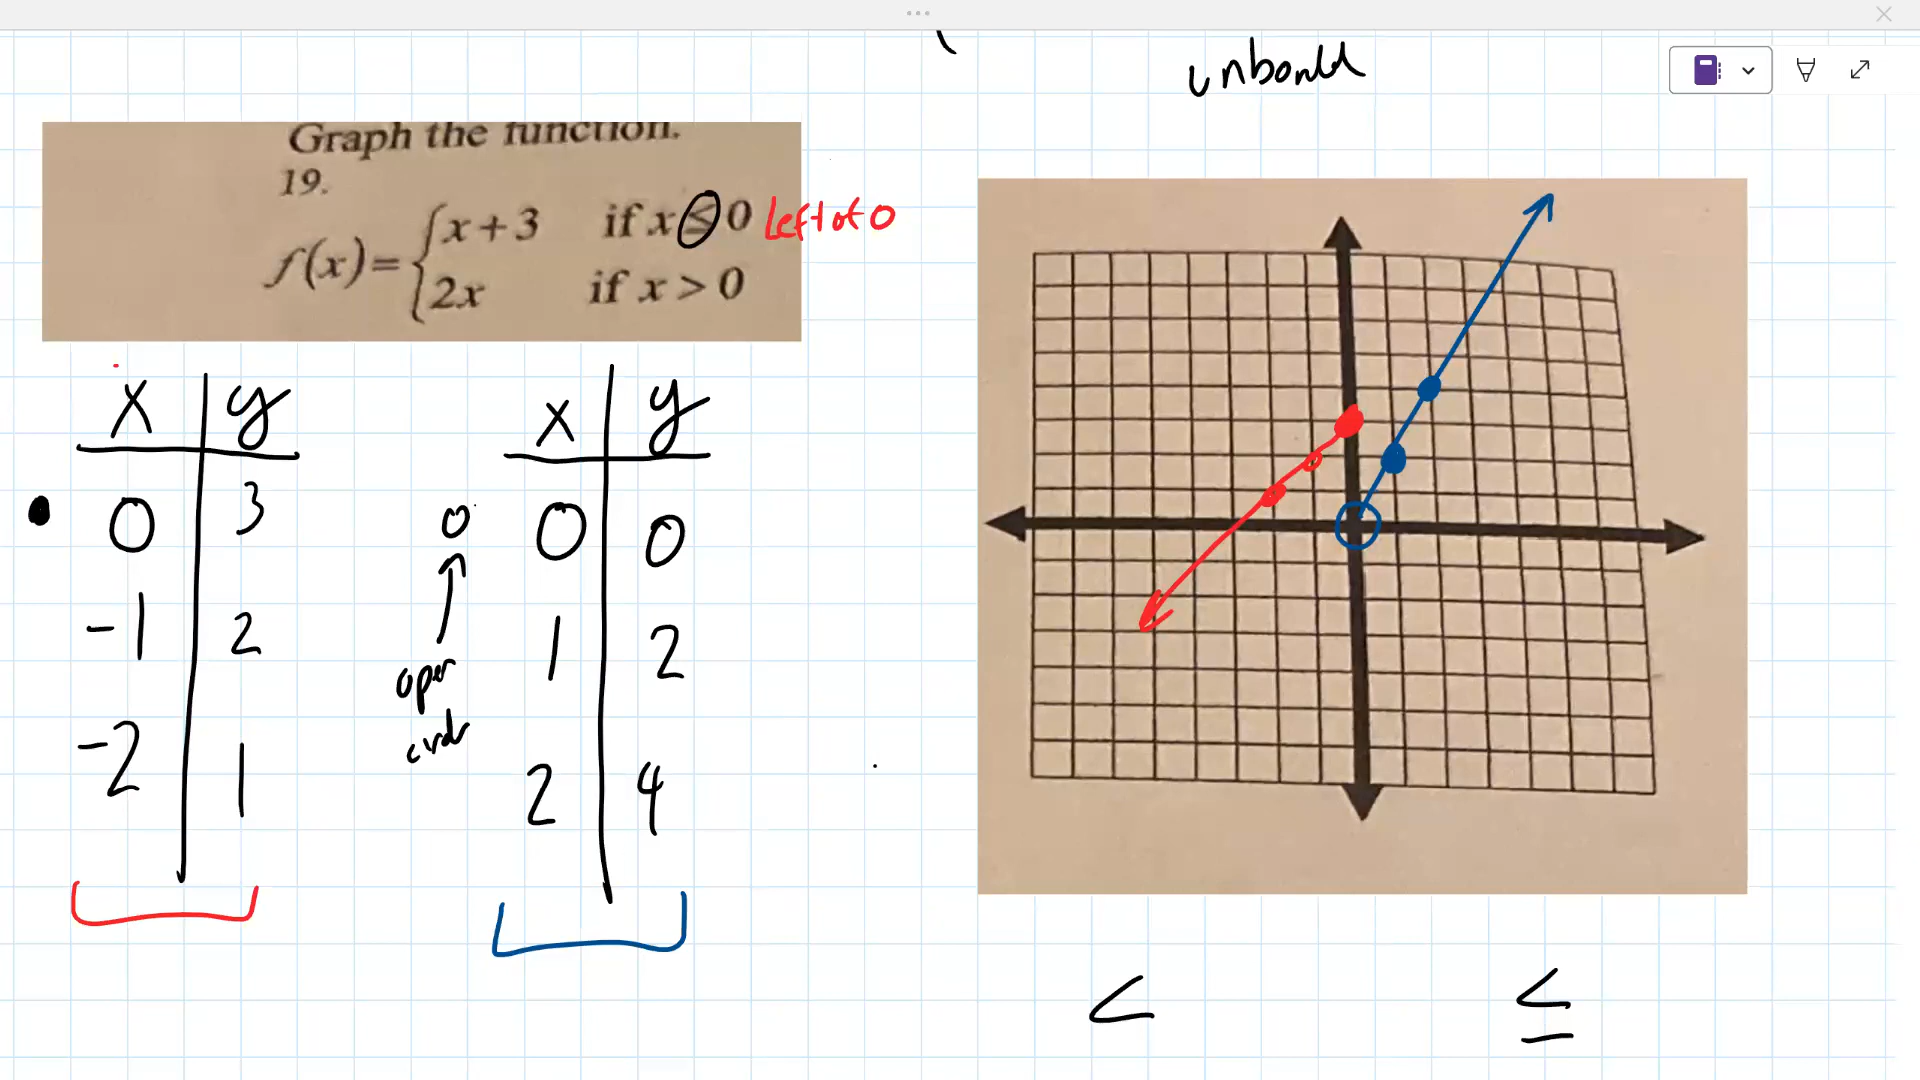 unbound
Graph the function.
19.
f(x) = { x + 3 if x ≤ 0 Left of 0
2x if x > 0
x y
0 3
-1 2
-2 1
x y
0 0 0
1 2
2 4
open
circle
< ≤